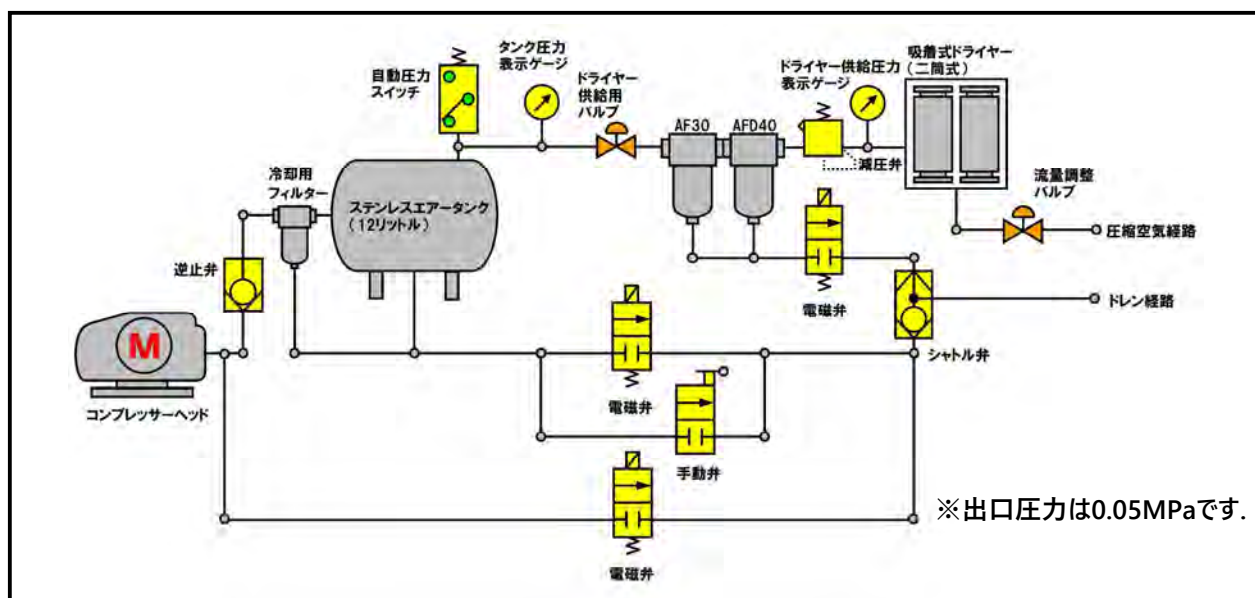 自動圧力
スイッチ
タンク圧力
表示ゲージ
ドライヤー
供給用
バルブ
AF30
AFD40
ドライヤー供給圧力
表示ゲージ
減圧弁
吸着式ドライヤー
(二筒式)
冷却用
フィルター
ステンレスエアータンク
(12リットル)
流量調整
バルブ
圧縮空気経路
逆止弁
電磁弁
ドレン経路
シャトル弁
M
コンプレッサーヘッド
電磁弁
手動弁
電磁弁
※出口圧力は0.05MPaです.